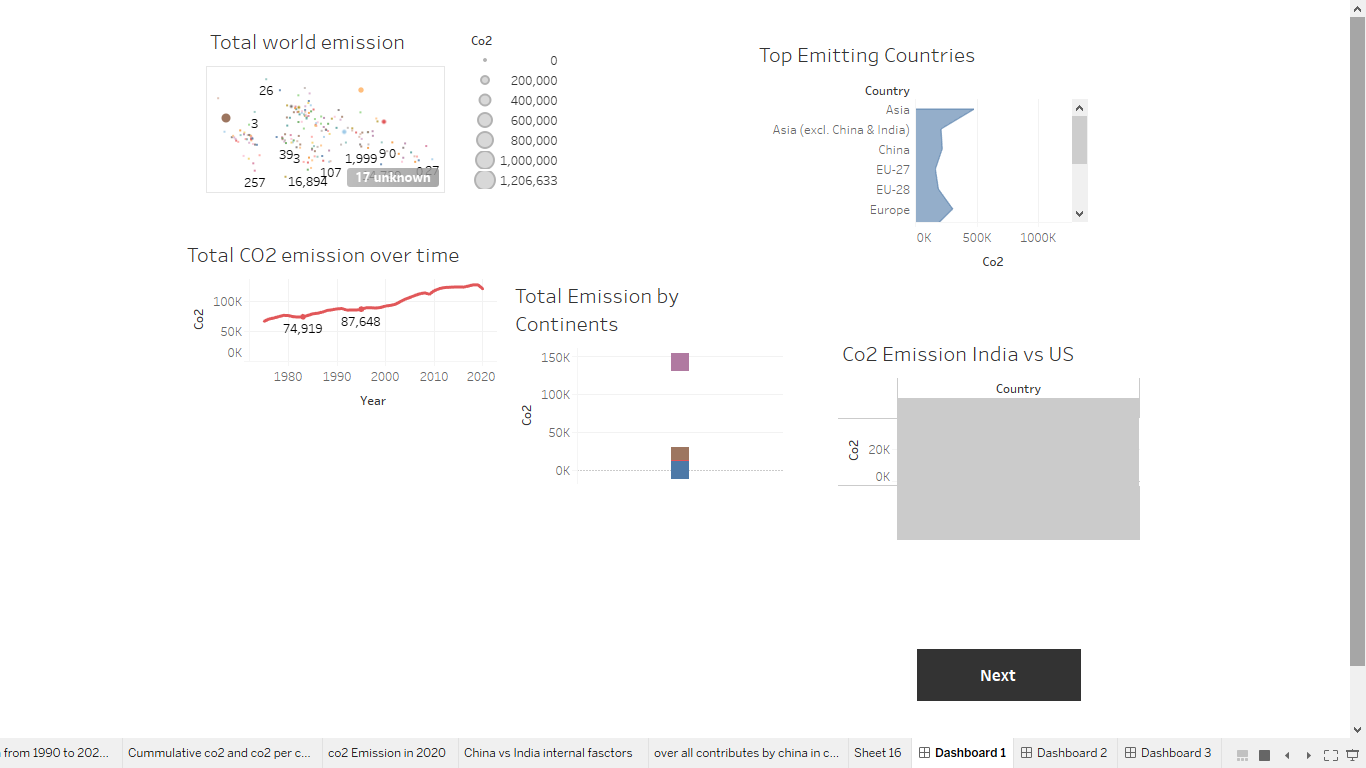 Total world emission
26
3
393
1,999
9
0
107
0
27
257
16,894
17 unknown
Co2
0
200,000
400,000
600,000
800,000
1,000,000
1,206,633
Top Emitting Countries
Country
Asia
Asia (excl. China & India)
China
EU-27
EU-28
Europe
0K 500K 1000K
Co2
Total CO2 emission over time
Co2
100K
50K
0K
74,919
87,648
1980 1990 2000 2010 2020
Year
Total Emission by
Continents
Co2
150K
100K
50K
0K
Co2 Emission India vs US
Country
Co2
20K
0K
Next
from 1990 to 202... Cummulative co2 and co2 per c... co2 Emission in 2020 China vs India internal fasctors over all contributes by china in c... Sheet 16 Dashboard 1 Dashboard 2 Dashboard 3